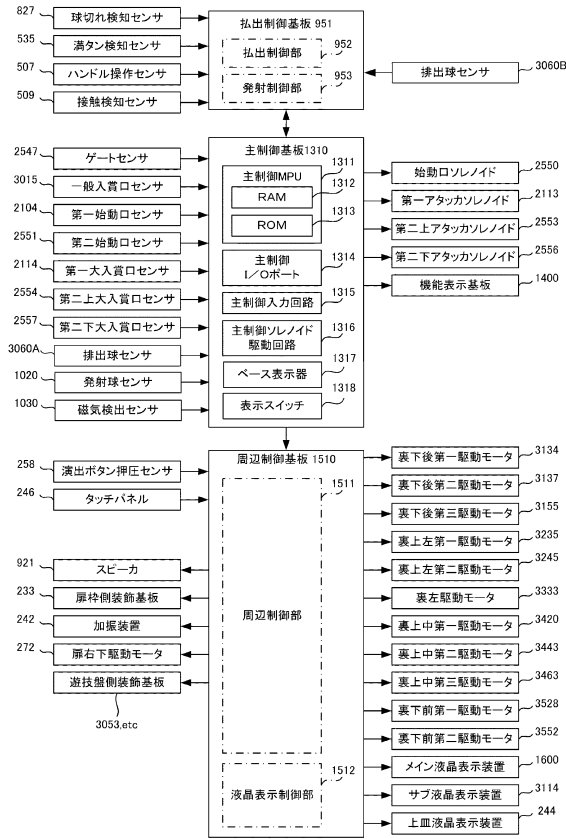 827
球切れ検知センサ
535
満タン検知センサ
507
ハンドル操作センサ
509
接触検知センサ
払出制御基板 951
払出制御部
952
発射制御部
953
排出球センサ
3060B
2547
ゲートセンサ
3015
一般入賞口センサ
2104
第一始動口センサ
2551
第二始動口センサ
2114
第一大入賞口センサ
2554
第二上大入賞口センサ
2557
第二下大入賞口センサ
3060A
排出球センサ
1020
発射球センサ
1030
磁気検出センサ
主制御基板1310
主制御MPU
1311
RAM
1312
ROM
1313
主制御
I/Oポート
1314
主制御入力回路
1315
主制御ソレノイド
駆動回路
1316
ベース表示器
1317
表示スイッチ
1318
始動口ソレノイド
2550
第一アタッカソレノイド
2113
第二上アタッカソレノイド
2553
第二下アタッカソレノイド
2556
機能表示基板
1400
258
演出ボタン押圧センサ
246
タッチパネル
921
スピーカ
233
扉枠側装飾基板
242
加振装置
272
扉右下駆動モータ
遊技盤側装飾基板
3053,etc
周辺制御基板 1510
1511
周辺制御部
1512
液晶表示制御部
裏下後第一駆動モータ
3134
裏下後第二駆動モータ
3137
裏下後第三駆動モータ
3155
裏上左第一駆動モータ
3235
裏上左第二駆動モータ
3245
裏左駆動モータ
3333
裏上中第一駆動モータ
3420
裏上中第二駆動モータ
3443
裏上中第三駆動モータ
3463
裏下前第一駆動モータ
3528
裏下前第二駆動モータ
3552
メイン液晶表示装置
1600
サブ液晶表示装置
3114
上皿液晶表示装置
244